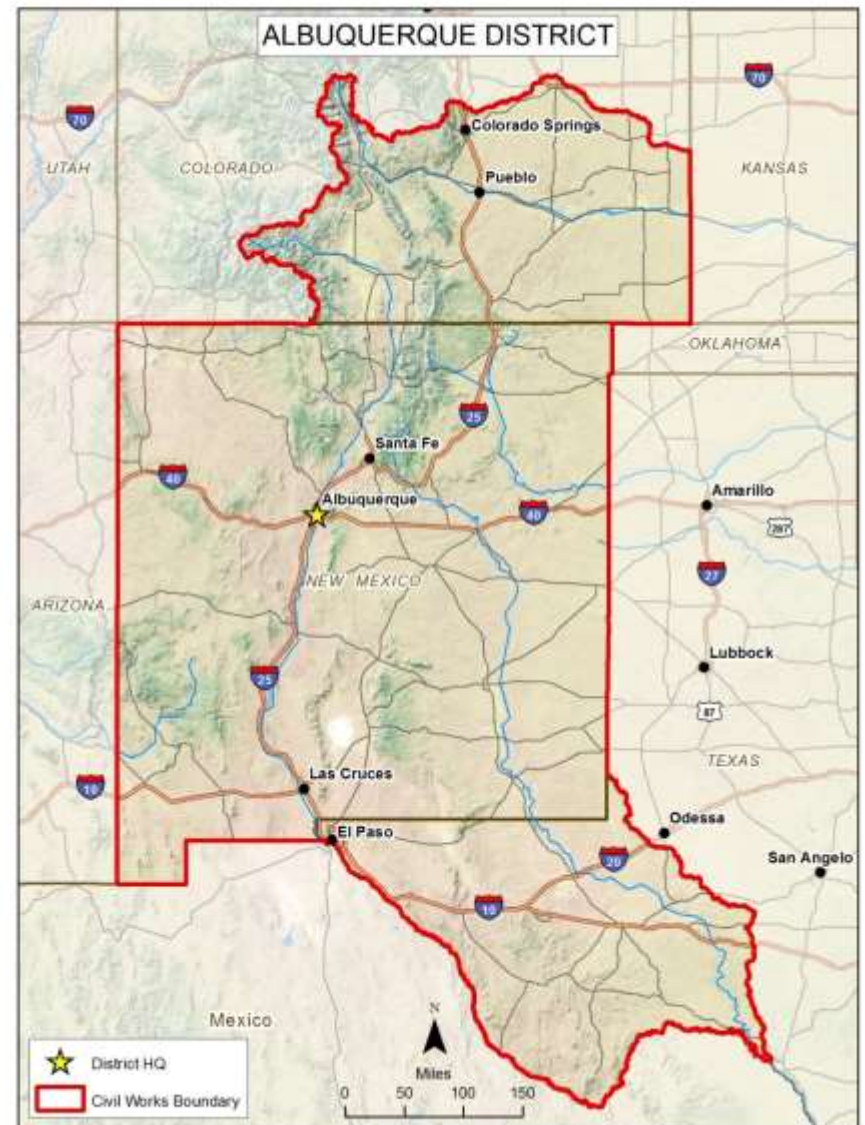 ALBUQUERQUE DISTRICT
70
70
Colorado Springs
UTAH
COLORADO
KANSAS
Pueblo
OKLAHOMA
25
Santa Fe
40
Albuquerque
40
Amarillo
287
NEW MEXICO
27
ARIZONA
Lubbock
25
87
TEXAS
Las Cruces
10
Odessa
El Paso
20
San Angelo
10
Mexico
N
Miles
0 50 100 150
District HQ
Civil Works Boundary